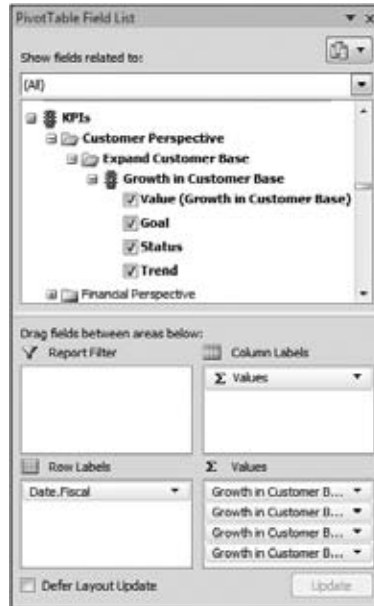 PivotTable Field List
Show fields related to:
(All)
KPIs
Customer Perspective
Expand Customer Base
Growth in Customer Base
Value (Growth in Customer Base)
Goal
Status
Trend
Financial Perspective
Drag fields between areas below:
Report Filter
Column Labels
Σ Values
Row Labels
Σ Values
Date.Fiscal
Growth in Customer B...
Growth in Customer B...
Growth in Customer B...
Growth in Customer B...
Defer Layout Update
Update